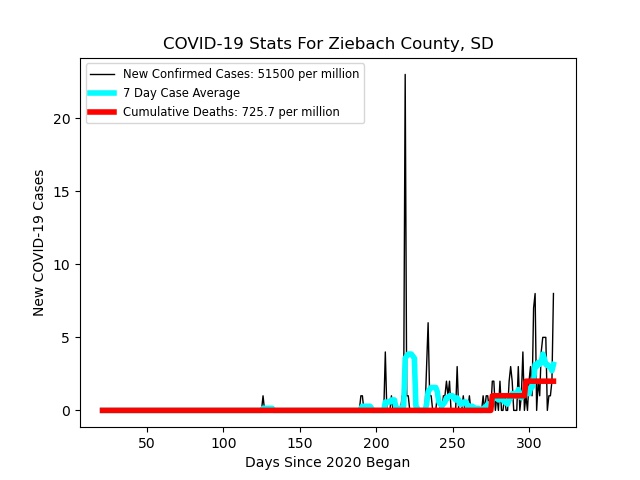 COVID-19 Stats For Ziebach County, SD
New Confirmed Cases: 51500 per million
7 Day Case Average
Cumulative Deaths: 725.7 per million
New COVID-19 Cases
20
15
10
5
0
50 100 150 200 250 300
Days Since 2020 Began